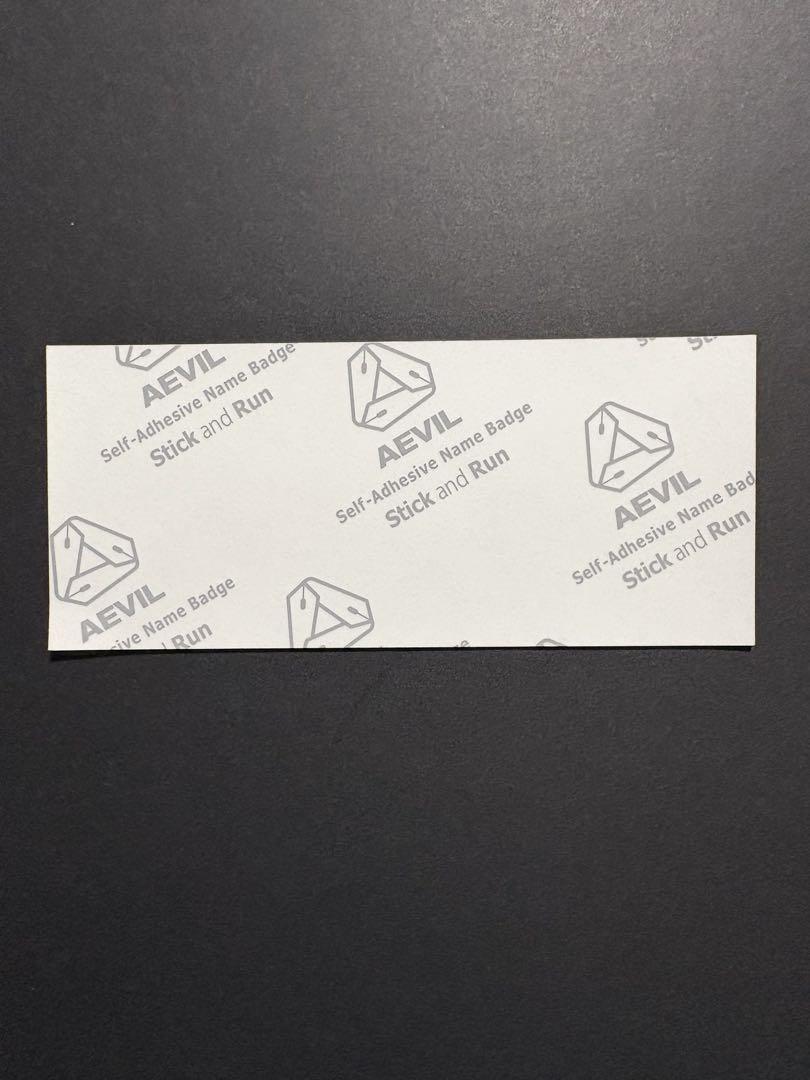 AEVIL
Self-Adhesive Name Badge
Stick and Run
AEVIL
Self-Adhesive Name Badge
Stick and Run
AEVIL
Self-Adhesive Name Bad
Stick and Run
AEVIL
sive Name Badge
Run